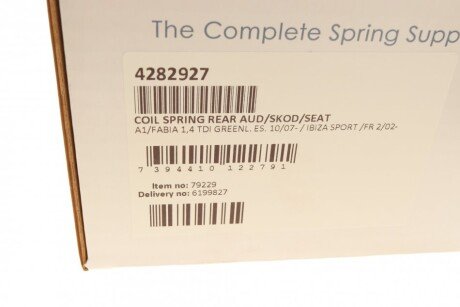 The Complete Spring Supp
4282927
COIL SPRING REAR AUD/SKOD/SEAT
A1/FABIA 1,4 TDI GREENL. ES. 10/07- / IBIZA SPORT /FR 2/02-
7 394410 122791
Item no: 79229
Delivery no: 6199827